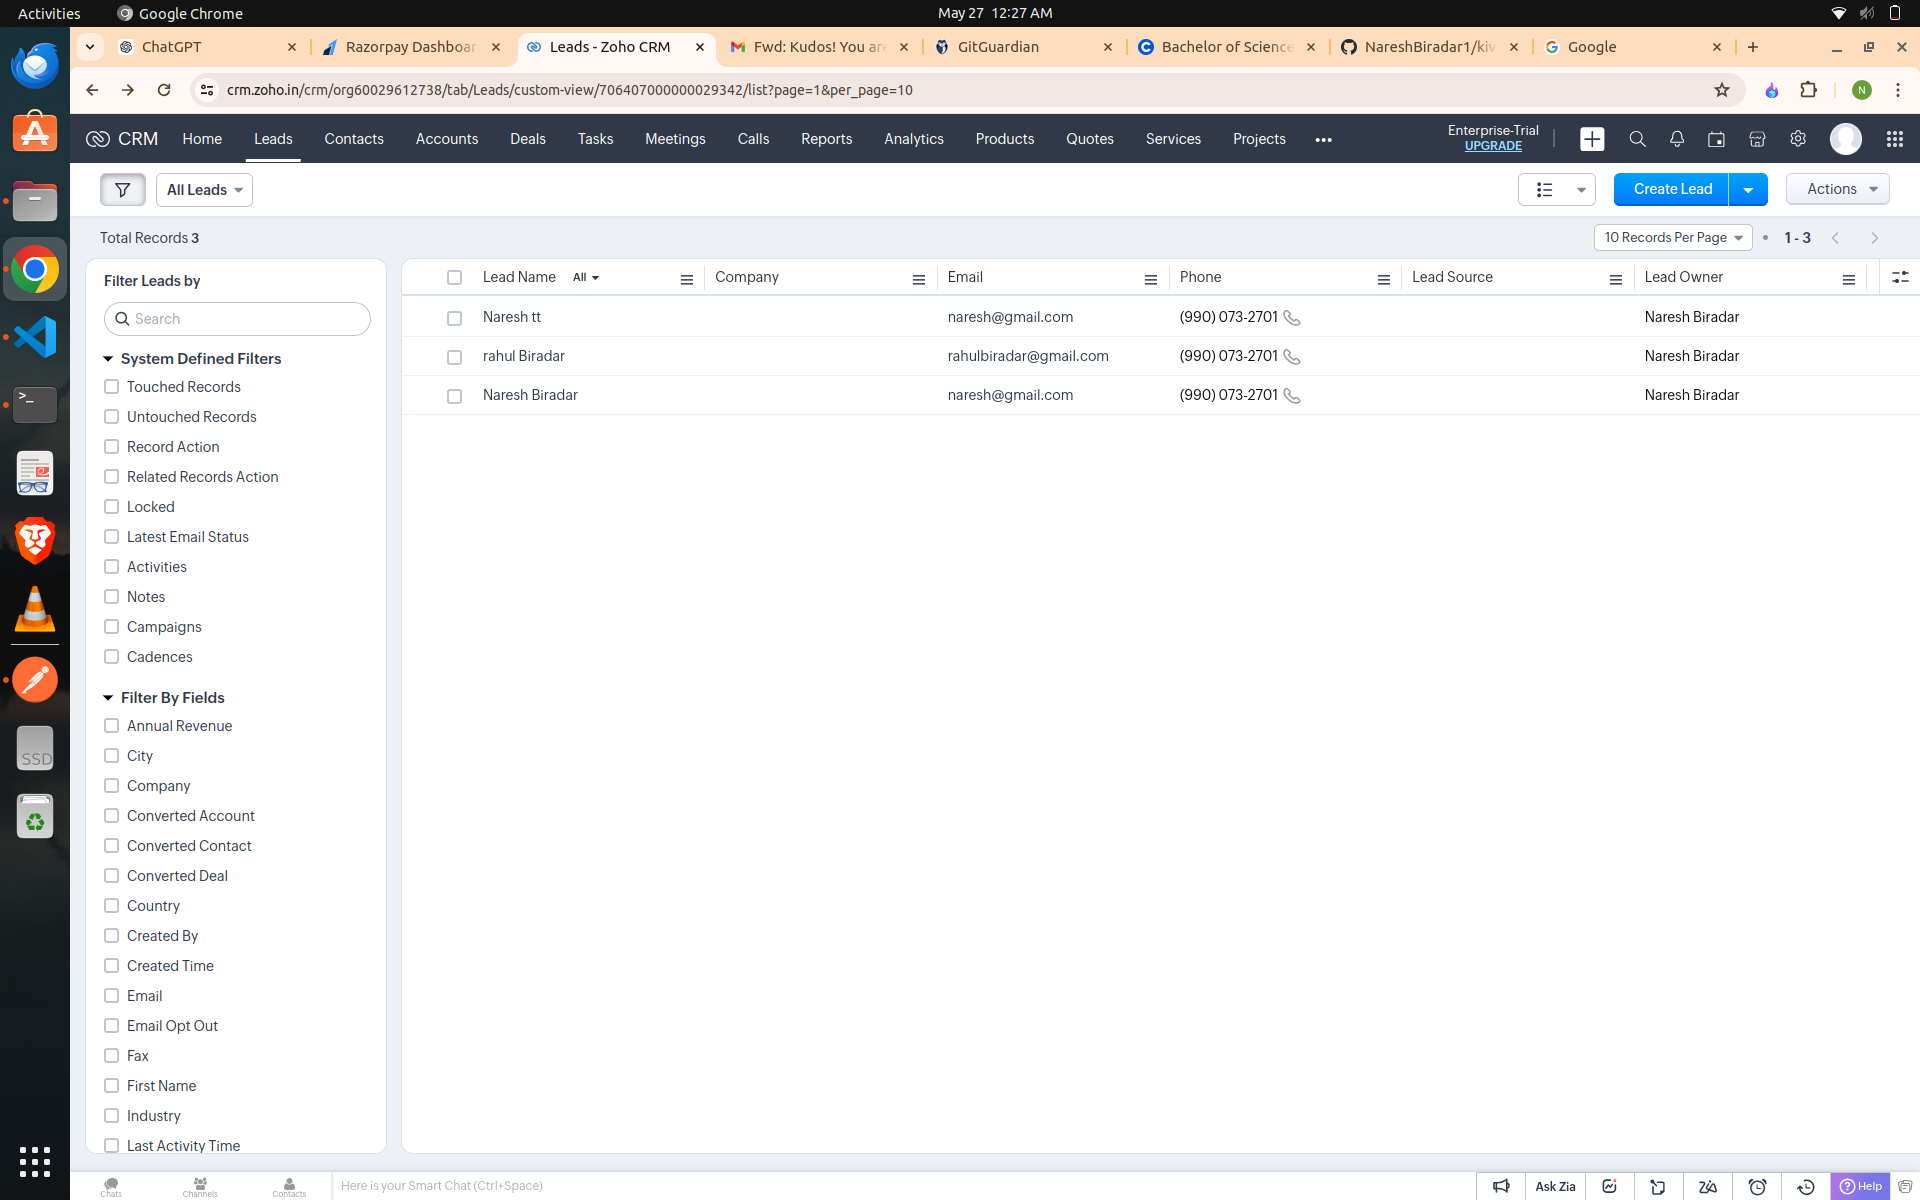 Activities
Google Chrome
May 27 12:27 AM
ChatGPT
Razorpay Dashboar
Leads - Zoho CRM
Fwd: Kudos! You are
GitGuardian
Bachelor of Science
NareshBiradar1/kiv
Google
crm.zoho.in/crm/org60029612738/tab/Leads/custom-view/706407000000029342/list?page=1&per_page=10
N
CRM
Home
Leads
Contacts
Accounts
Deals
Tasks
Meetings
Calls
Reports
Analytics
Products
Quotes
Services
Projects
•••
Enterprise-Trial
UPGRADE
All Leads
Create Lead
Actions
Total Records 3
10 Records Per Page
1 - 3
Filter Leads by
Search
System Defined Filters
Touched Records
Untouched Records
Record Action
Related Records Action
Locked
Latest Email Status
Activities
Notes
Campaigns
Cadences
Filter By Fields
Annual Revenue
City
Company
Converted Account
Converted Contact
Converted Deal
Country
Created By
Created Time
Email
Email Opt Out
Fax
First Name
Industry
Last Activity Time
Lead Name All Company Email Phone Lead Source Lead Owner
Naresh tt naresh@gmail.com (990) 073-2701 Naresh Biradar
rahul Biradar rahulbiradar@gmail.com (990) 073-2701 Naresh Biradar
Naresh Biradar naresh@gmail.com (990) 073-2701 Naresh Biradar
SSD
Chats
Channels
Contacts
Here is your Smart Chat (Ctrl+Space)
Ask Zia
Help